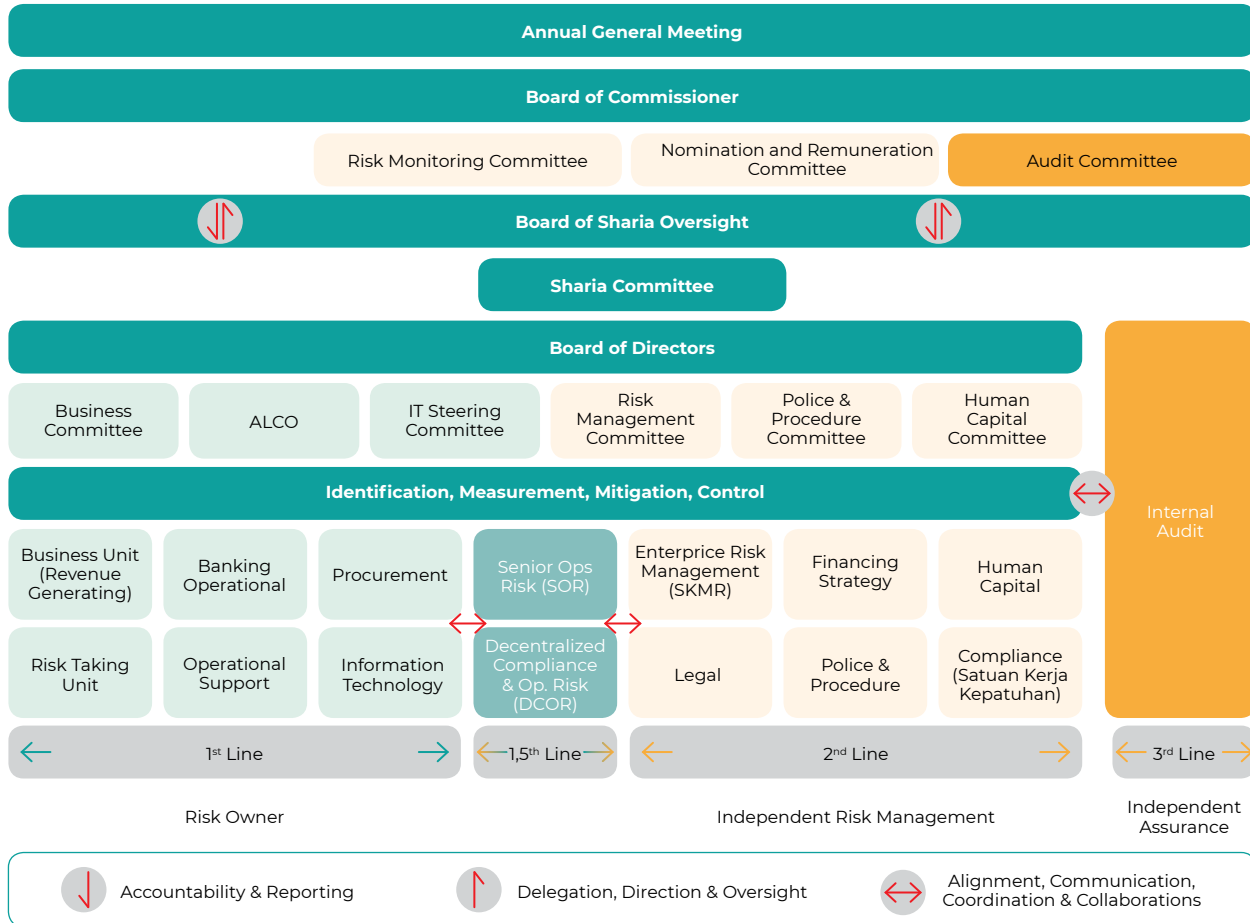 Annual General Meeting
Board of Commissioner
Risk Monitoring Committee
Nomination and Remuneration
Committee
Audit Committee
Board of Sharia Oversight
Sharia Committee
Board of Directors
Business
Committee
ALCO
IT Steering
Committee
Risk
Management
Committee
Police &
Procedure
Committee
Human
Capital
Committee
Identification, Measurement, Mitigation, Control
Internal
Audit
Business Unit
(Revenue
Generating)
Banking
Operational
Procurement
Senior Ops
Risk (SOR)
Enterprice Risk
Management
(SKMR)
Financing
Strategy
Human
Capital
Risk Taking
Unit
Operational
Support
Information
Technology
Decentralized
Compliance
& Op. Risk
(DCOR)
Legal
Police &
Procedure
Compliance
(Satuan Kerja
Kepatuhan)
1st Line
1,5th Line
2nd Line
3rd Line
Risk Owner
Independent Risk Management
Independent
Assurance
Accountability & Reporting
Delegation, Direction & Oversight
Alignment, Communication,
Coordination & Collaborations